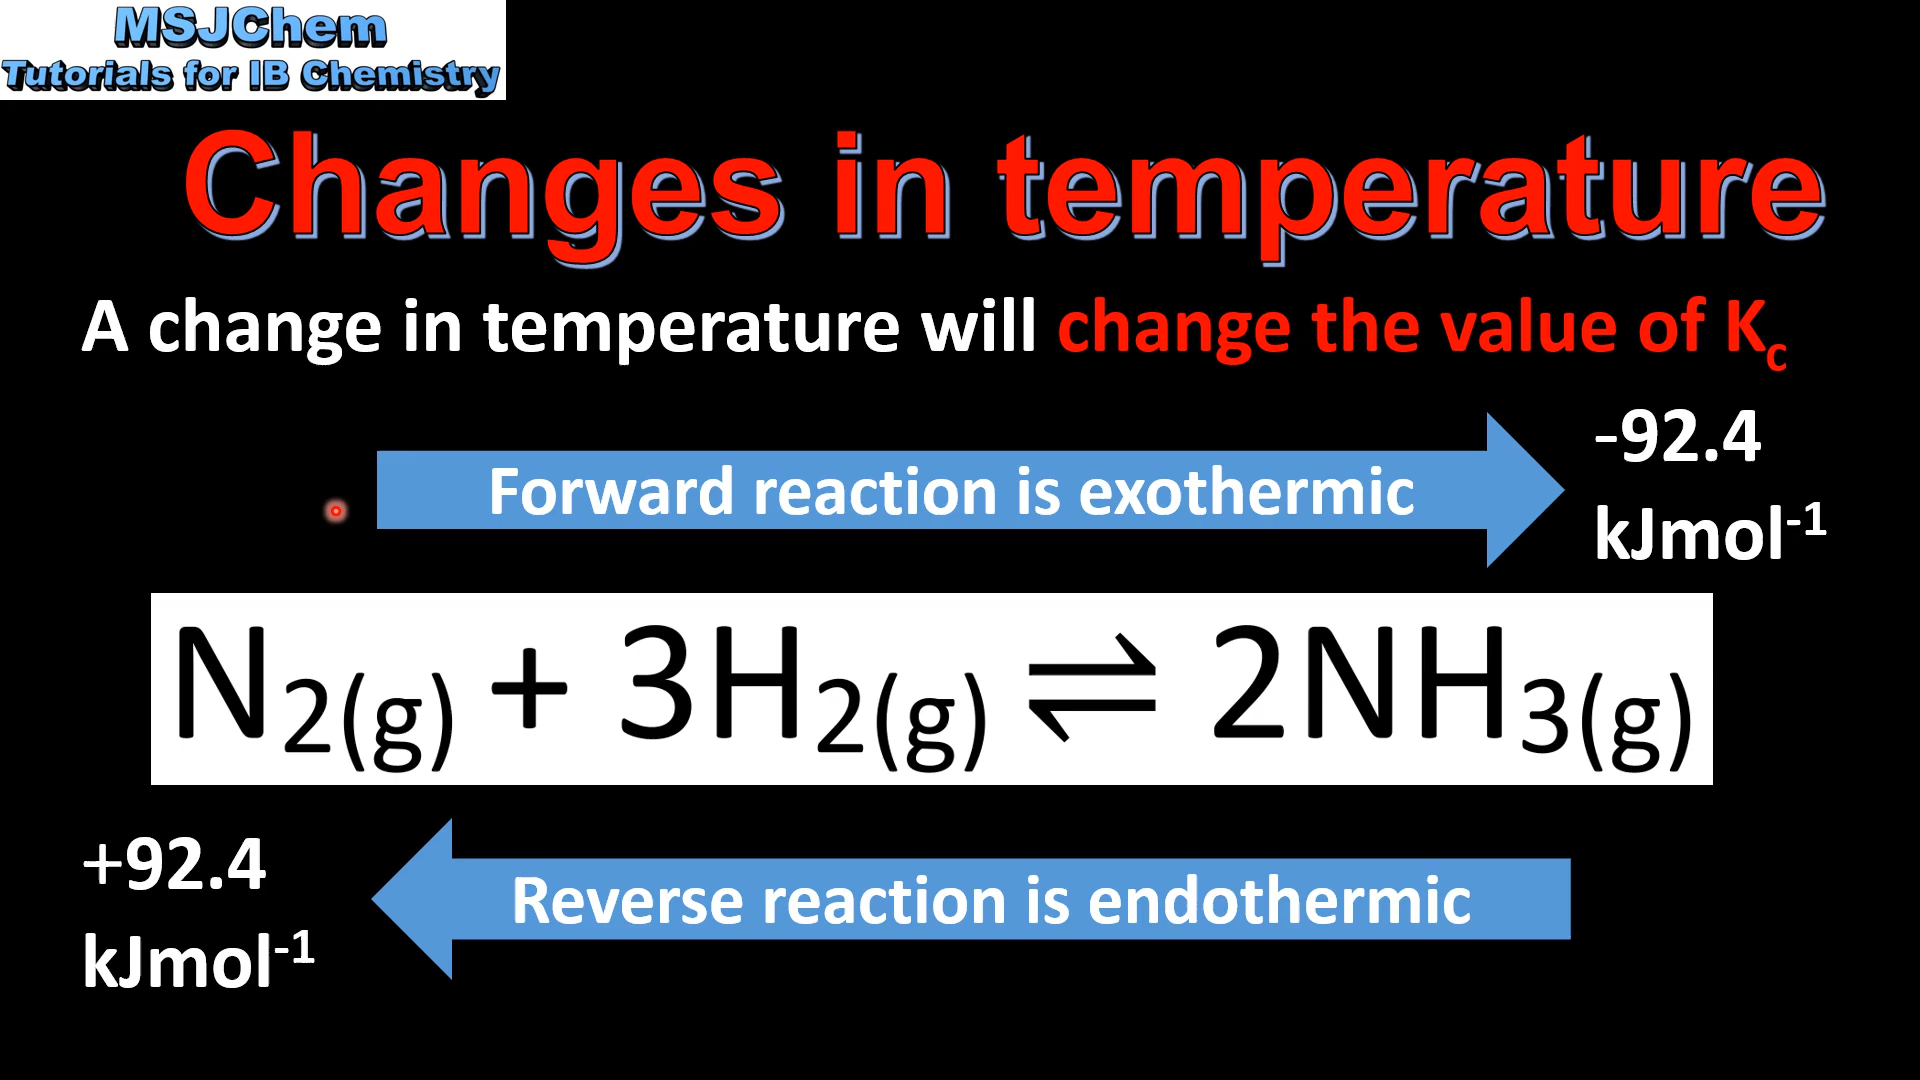 MSJChem
Tutorials for IB Chemistry
Changes in temperature
A change in temperature will change the value of K꜀
-92.4
kJmol⁻¹
Forward reaction is exothermic
N₂(g) + 3H₂(g) ⇌ 2NH₃(g)
+92.4
kJmol⁻¹
Reverse reaction is endothermic